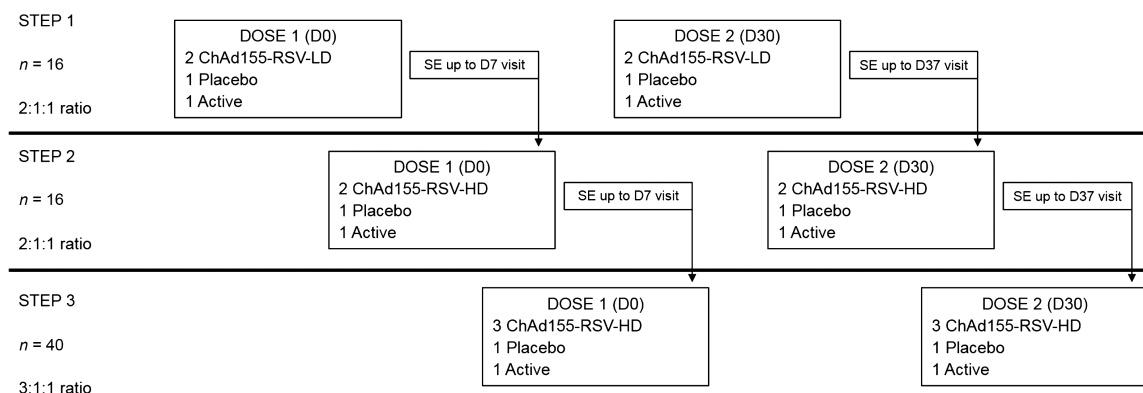 STEP 1
n = 16
2:1:1 ratio
DOSE 1 (D0)
2 ChAd155-RSV-LD
1 Placebo
1 Active
SE up to D7 visit
DOSE 2 (D30)
2 ChAd155-RSV-LD
1 Placebo
1 Active
SE up to D37 visit
STEP 2
n = 16
2:1:1 ratio
DOSE 1 (D0)
2 ChAd155-RSV-HD
1 Placebo
1 Active
SE up to D7 visit
DOSE 2 (D30)
2 ChAd155-RSV-HD
1 Placebo
1 Active
SE up to D37 visit
STEP 3
n = 40
3:1:1 ratio
DOSE 1 (D0)
3 ChAd155-RSV-HD
1 Placebo
1 Active
DOSE 2 (D30)
3 ChAd155-RSV-HD
1 Placebo
1 Active